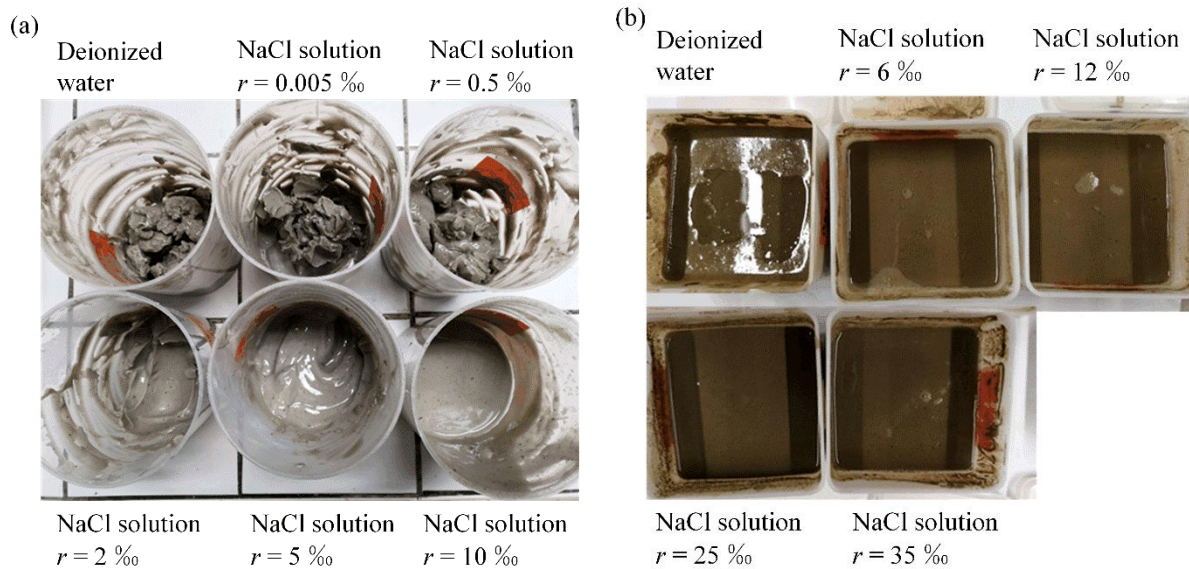 (a)
Deionized
water
NaCl solution
r = 0.005 ‰
NaCl solution
r = 0.5 ‰
NaCl solution
r = 2 ‰
NaCl solution
r = 5 ‰
NaCl solution
r = 10 ‰
(b)
Deionized
water
NaCl solution
r = 6 ‰
NaCl solution
r = 12 ‰
NaCl solution
r = 25 ‰
NaCl solution
r = 35 ‰